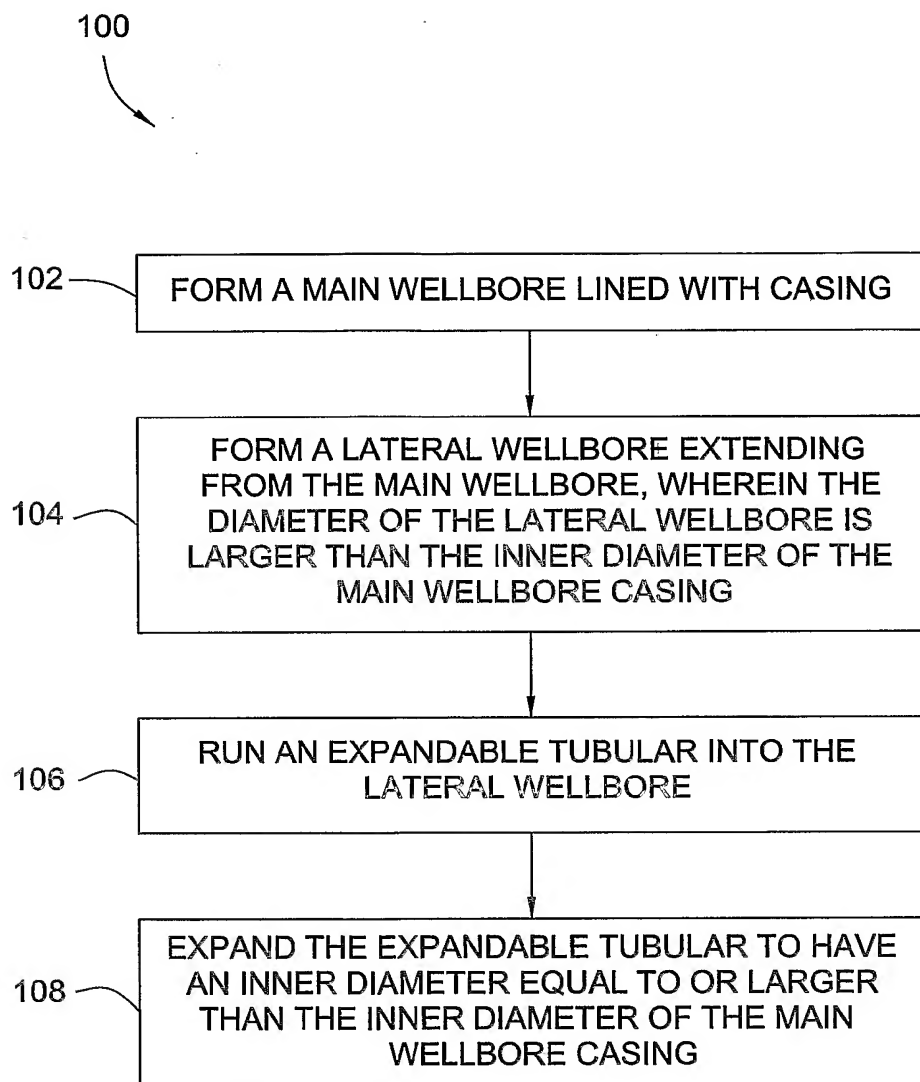 100
102
FORM A MAIN WELLBORE LINED WITH CASING
104
FORM A LATERAL WELLBORE EXTENDING
FROM THE MAIN WELLBORE, WHEREIN THE
DIAMETER OF THE LATERAL WELLBORE IS
LARGER THAN THE INNER DIAMETER OF THE
MAIN WELLBORE CASING
106
RUN AN EXPANDABLE TUBULAR INTO THE
LATERAL WELLBORE
108
EXPAND THE EXPANDABLE TUBULAR TO HAVE
AN INNER DIAMETER EQUAL TO OR LARGER
THAN THE INNER DIAMETER OF THE MAIN
WELLBORE CASING